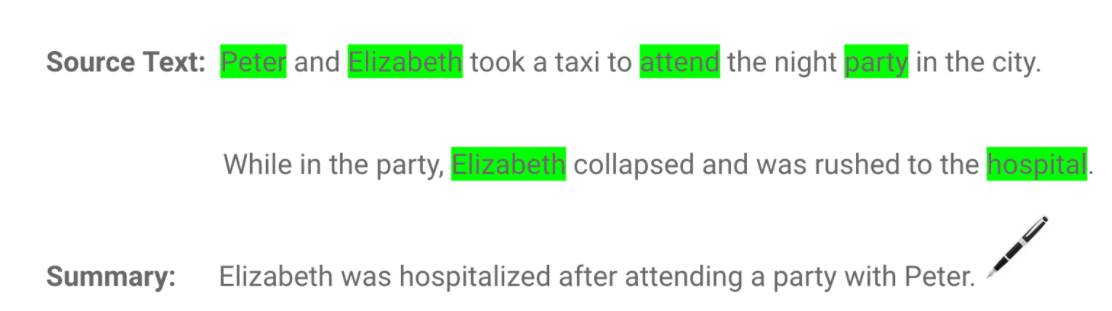 Source Text: Peter and Elizabeth took a taxi to attend the night party in the city.
While in the party, Elizabeth collapsed and was rushed to the hospital.
Summary: Elizabeth was hospitalized after attending a party with Peter.